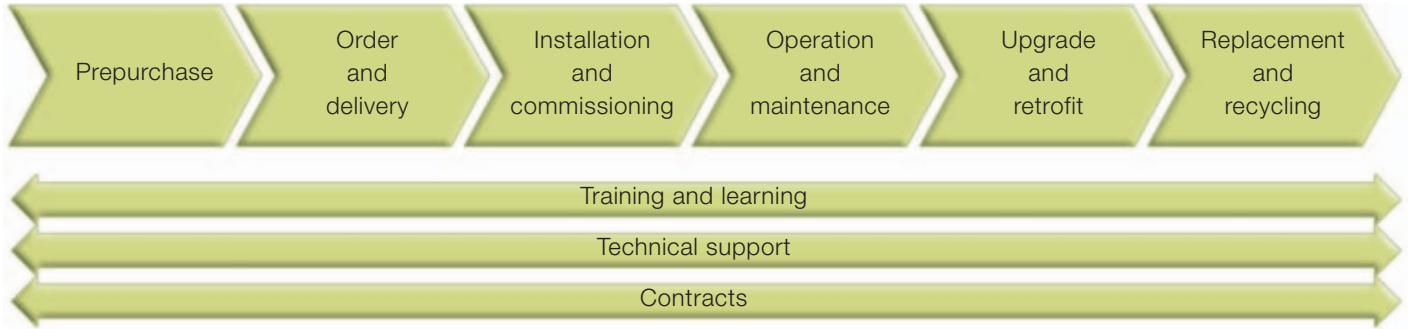 Prepurchase
Order
and
delivery
Installation
and
commissioning
Operation
and
maintenance
Upgrade
and
retrofit
Replacement
and
recycling
Training and learning
Technical support
Contracts